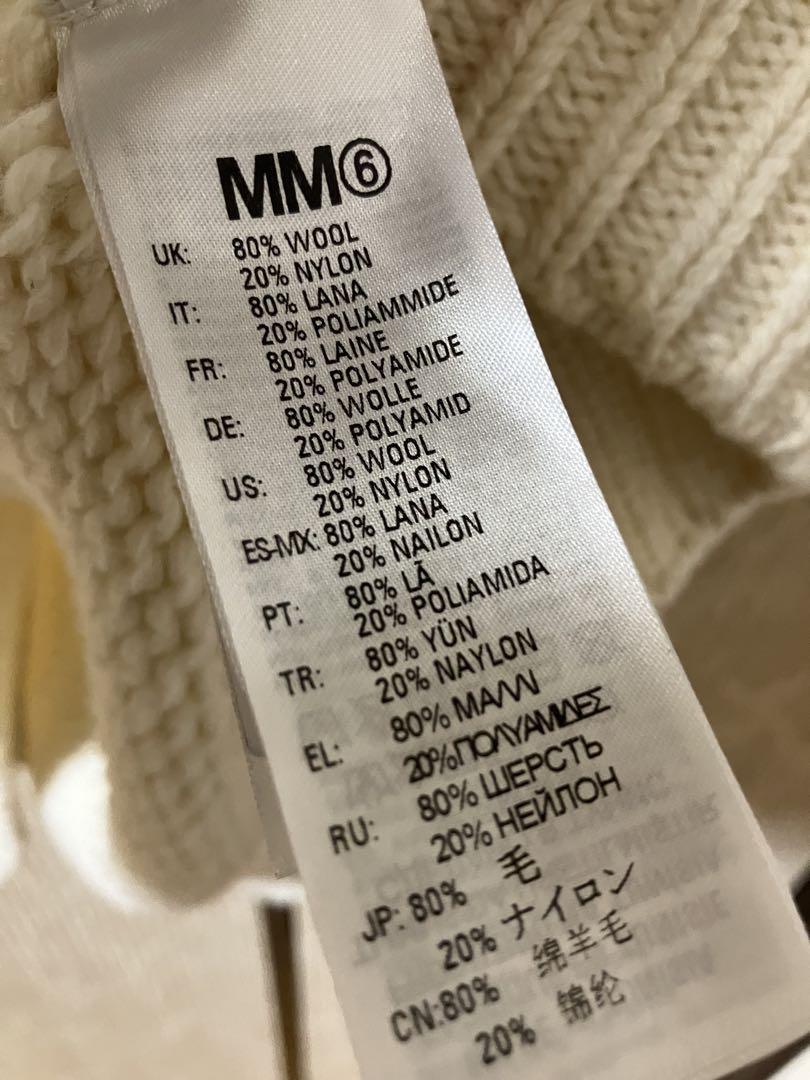 MM⑥
UK: 80% WOOL
20% NYLON
IT: 80% LANA
20% POLIAMMIDE
FR: 80% LAINE
20% POLYAMIDE
DE: 80% WOLLE
20% POLYAMID
US: 80% WOOL
20% NYLON
ES-MX: 80% LANA
20% NAILON
PT: 80% LÃ
20% POLIAMIDA
TR: 80% YÜN
20% NAYLON
EL: 80% ΜΑΛΛΙ
20% ΠΟΛΥΑΜΙΔΕΣ
RU: 80% ШЕРСТЬ
20% НЕЙЛОН
JP: 80% 毛
20% ナイロン
CN:80% 绵羊毛
20% 锦纶